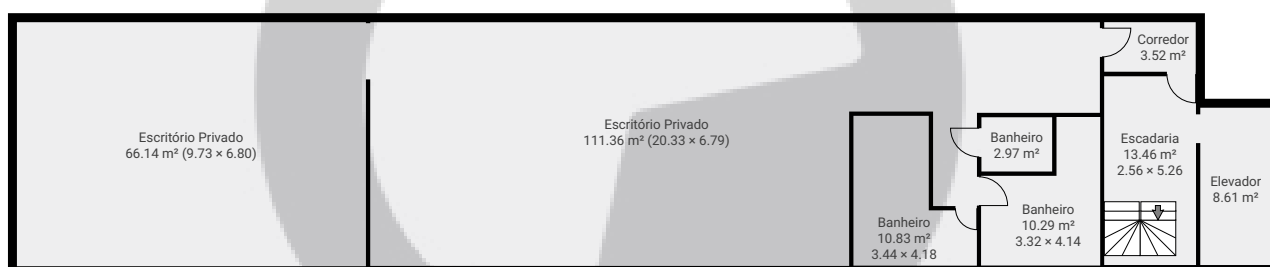 Corredor
3.52 m²
Escritório Privado
66.14 m² (9.73 × 6.80)
Escritório Privado
111.36 m² (20.33 × 6.79)
Banheiro
2.97 m²
Escadaria
13.46 m²
2.56 × 5.26
Elevador
8.61 m²
Banheiro
10.83 m²
3.44 × 4.18
Banheiro
10.29 m²
3.32 × 4.14